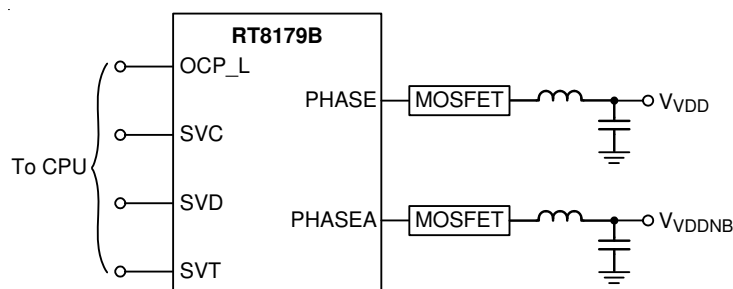 RT8179B
OCP_L
PHASE
MOSFET
VVDD
SVC
To CPU
SVD
PHASEA
MOSFET
VVDDNB
SVT